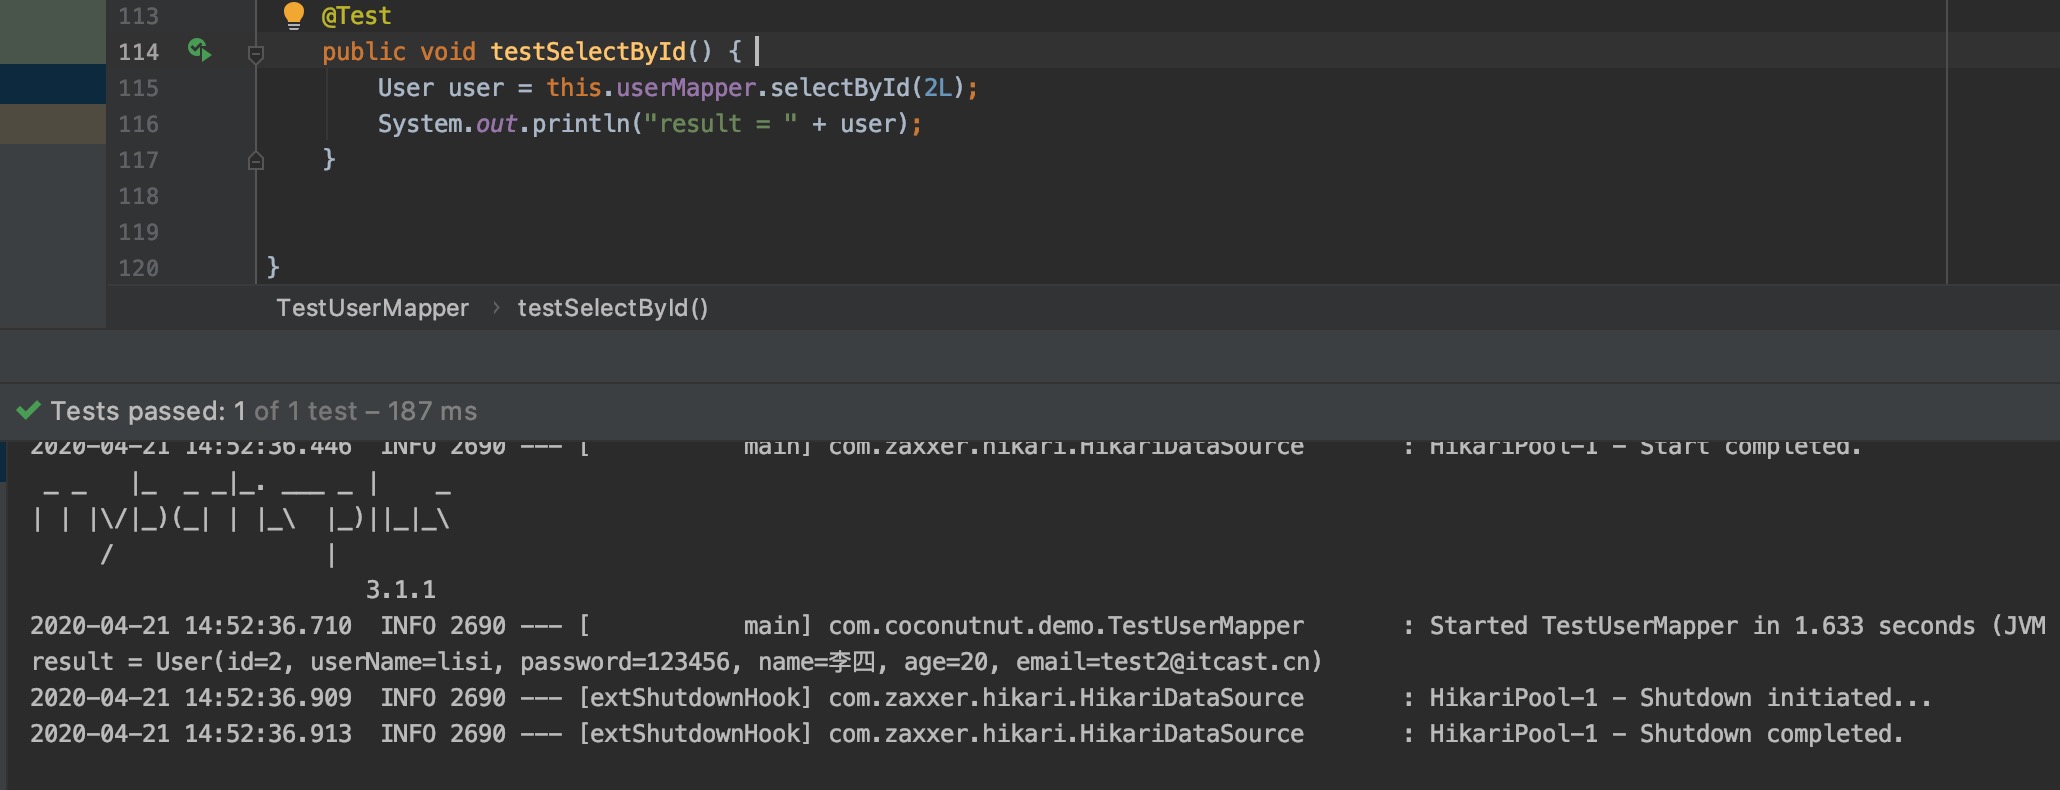 113 @Test
114 public void testSelectById() {
115 User user = this.userMapper.selectById(2L);
116 System.out.println("result = " + user);
117 }
118
119
120 }
TestUserMapper › testSelectById()
Tests passed: 1 of 1 test – 187 ms
2020-04-21 14:52:36.446  INFO 2690 --- [           main] com.zaxxer.hikari.HikariDataSource       : HikariPool-1 - Start completed.
 _ _   |_  _ _|_. ___ _ |    _
| | |\/|_)(_| | |_\  |_)||_|_\
     /               |
                        3.1.1
2020-04-21 14:52:36.710  INFO 2690 --- [           main] com.coconutnut.demo.TestUserMapper       : Started TestUserMapper in 1.633 seconds (JVM
result = User(id=2, userName=lisi, password=123456, name=李四, age=20, email=test2@itcast.cn)
2020-04-21 14:52:36.909  INFO 2690 --- [extShutdownHook] com.zaxxer.hikari.HikariDataSource       : HikariPool-1 - Shutdown initiated...
2020-04-21 14:52:36.913  INFO 2690 --- [extShutdownHook] com.zaxxer.hikari.HikariDataSource       : HikariPool-1 - Shutdown completed.